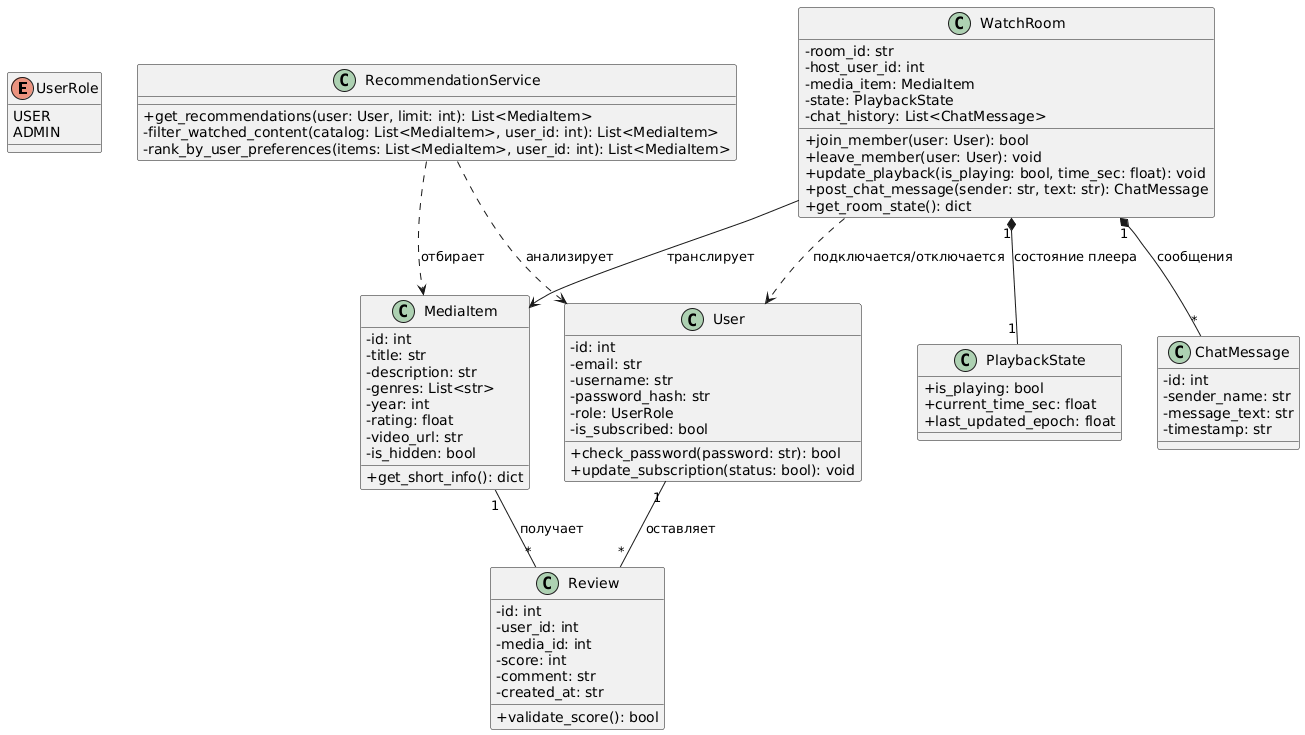 E UserRole
USER
ADMIN
C RecommendationService
+get_recommendations(user: User, limit: int): List<MediaItem>
-filter_watched_content(catalog: List<MediaItem>, user_id: int): List<MediaItem>
-rank_by_user_preferences(items: List<MediaItem>, user_id: int): List<MediaItem>
C WatchRoom
-room_id: str
-host_user_id: int
-media_item: MediaItem
-state: PlaybackState
-chat_history: List<ChatMessage>
+join_member(user: User): bool
+leave_member(user: User): void
+update_playback(is_playing: bool, time_sec: float): void
+post_chat_message(sender: str, text: str): ChatMessage
+get_room_state(): dict
1
1
отбирает
анализирует
транслирует
подключается/отключается
состояние плеера
сообщения
1
*
C MediaItem
-id: int
-title: str
-description: str
-genres: List<str>
-year: int
-rating: float
-video_url: str
-is_hidden: bool
+get_short_info(): dict
C User
-id: int
-email: str
-username: str
-password_hash: str
-role: UserRole
-is_subscribed: bool
+check_password(password: str): bool
+update_subscription(status: bool): void
C PlaybackState
+is_playing: bool
+current_time_sec: float
+last_updated_epoch: float
C ChatMessage
-id: int
-sender_name: str
-message_text: str
-timestamp: str
1
1
получает
оставляет
*
*
C Review
-id: int
-user_id: int
-media_id: int
-score: int
-comment: str
-created_at: str
+validate_score(): bool